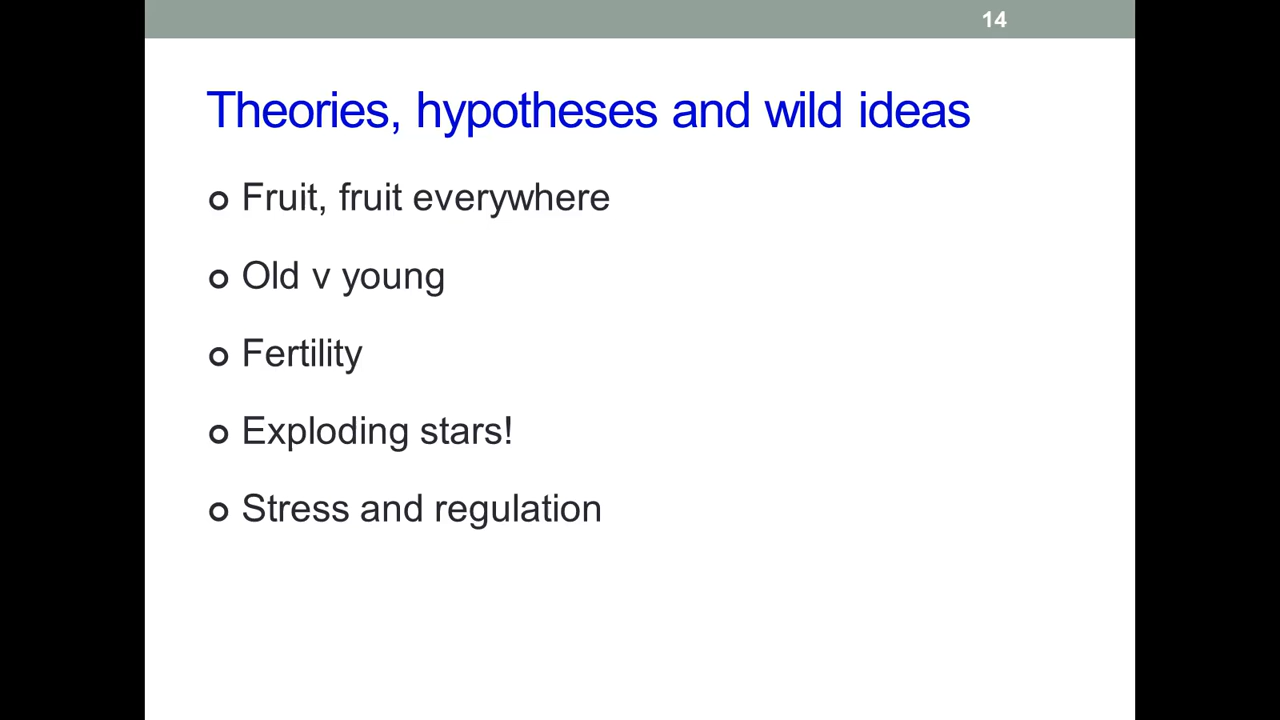 14
Theories, hypotheses and wild ideas
Fruit, fruit everywhere
Old v young
Fertility
Exploding stars!
Stress and regulation